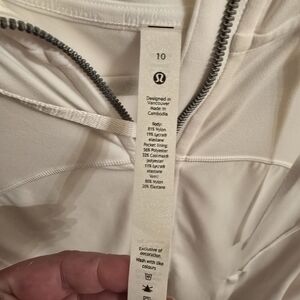 10
Designed in
Vancouver
Made in
Cambodia
Body:
81% Nylon
19% Lycra®
elastane
Pocket lining:
56% Polyester
33% Coolmax®
polyester
11% Lycra®
elastane
80% Nylon
20% Elastane
Exclusive of
decoration
Wash with like
colours